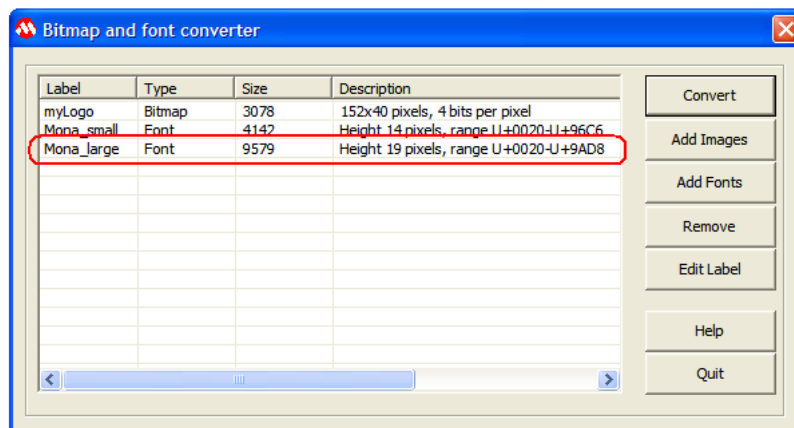 Bitmap and font converter
Label Type Size Description
myLogo Bitmap 3078 152x40 pixels, 4 bits per pixel
Mona_small Font 4142 Height 14 pixels, range U+0020-U+96C6
Mona_large Font 9579 Height 19 pixels, range U+0020-U+9AD8
Convert
Add Images
Add Fonts
Remove
Edit Label
Help
Quit